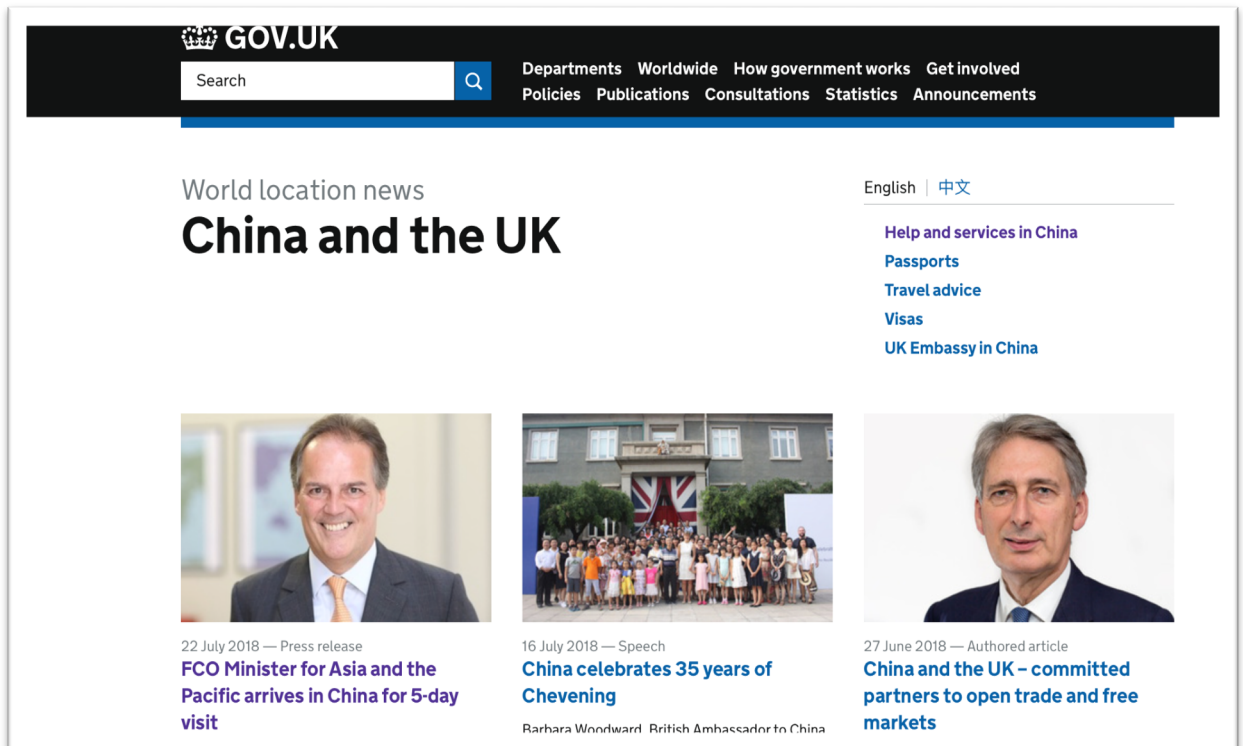 GOV.UK
Search
Departments Worldwide How government works Get involved
Policies Publications Consultations Statistics Announcements
World location news
China and the UK
English 中文
Help and services in China
Passports
Travel advice
Visas
UK Embassy in China
22 July 2018 — Press release
FCO Minister for Asia and the
Pacific arrives in China for 5-day
visit
16 July 2018 — Speech
China celebrates 35 years of
Chevening
Barbara Woodward, British Ambassador to China
27 June 2018 — Authored article
China and the UK – committed
partners to open trade and free
markets